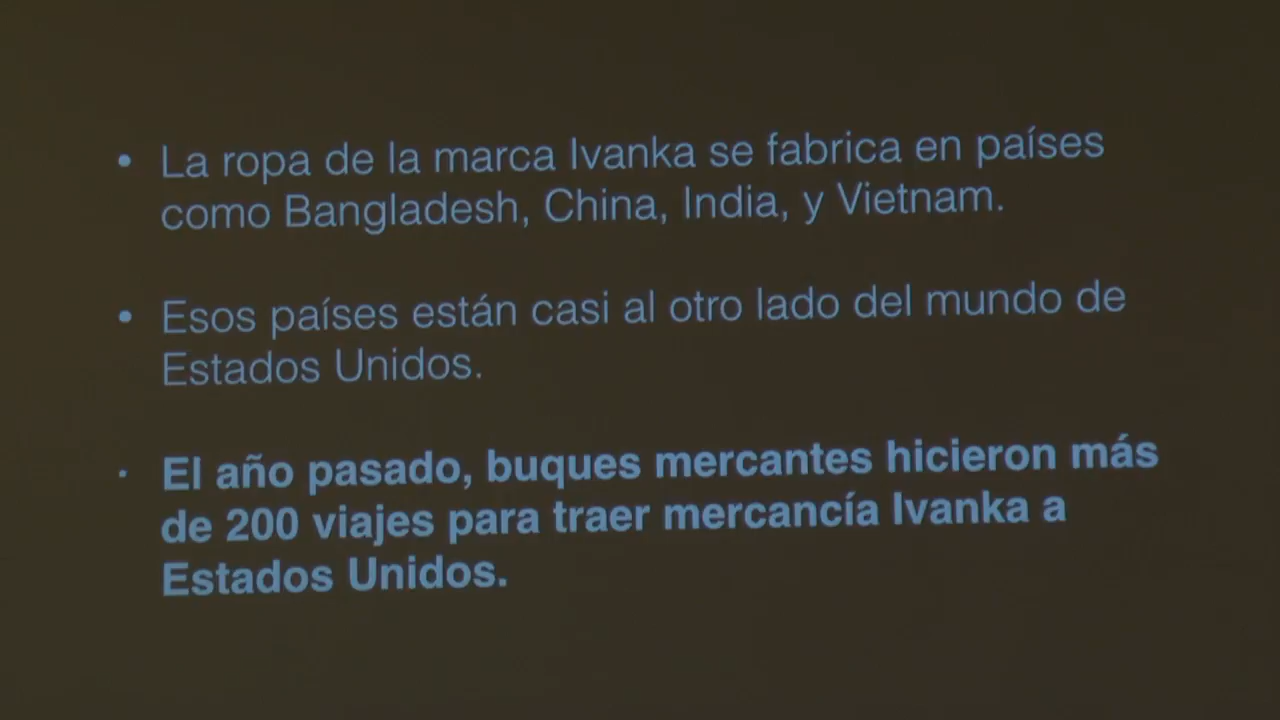 • La ropa de la marca Ivanka se fabrica en países
como Bangladesh, China, India, y Vietnam.
• Esos países están casi al otro lado del mundo de
Estados Unidos.
· El año pasado, buques mercantes hicieron más
de 200 viajes para traer mercancía Ivanka a
Estados Unidos.